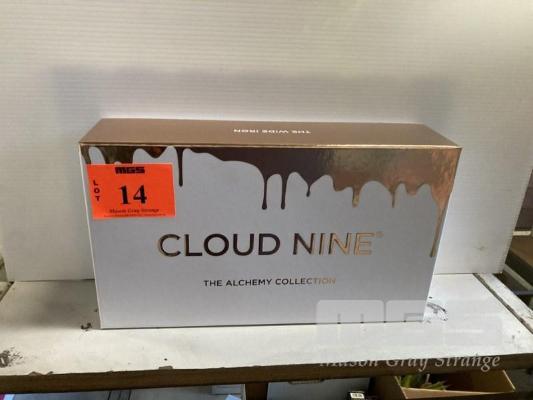 THE WIDE IRON
MGS
LOT
14
Mason Gray Strange
CLOUD NINE®
THE ALCHEMY COLLECTION
MGS
Mason Gray Strange